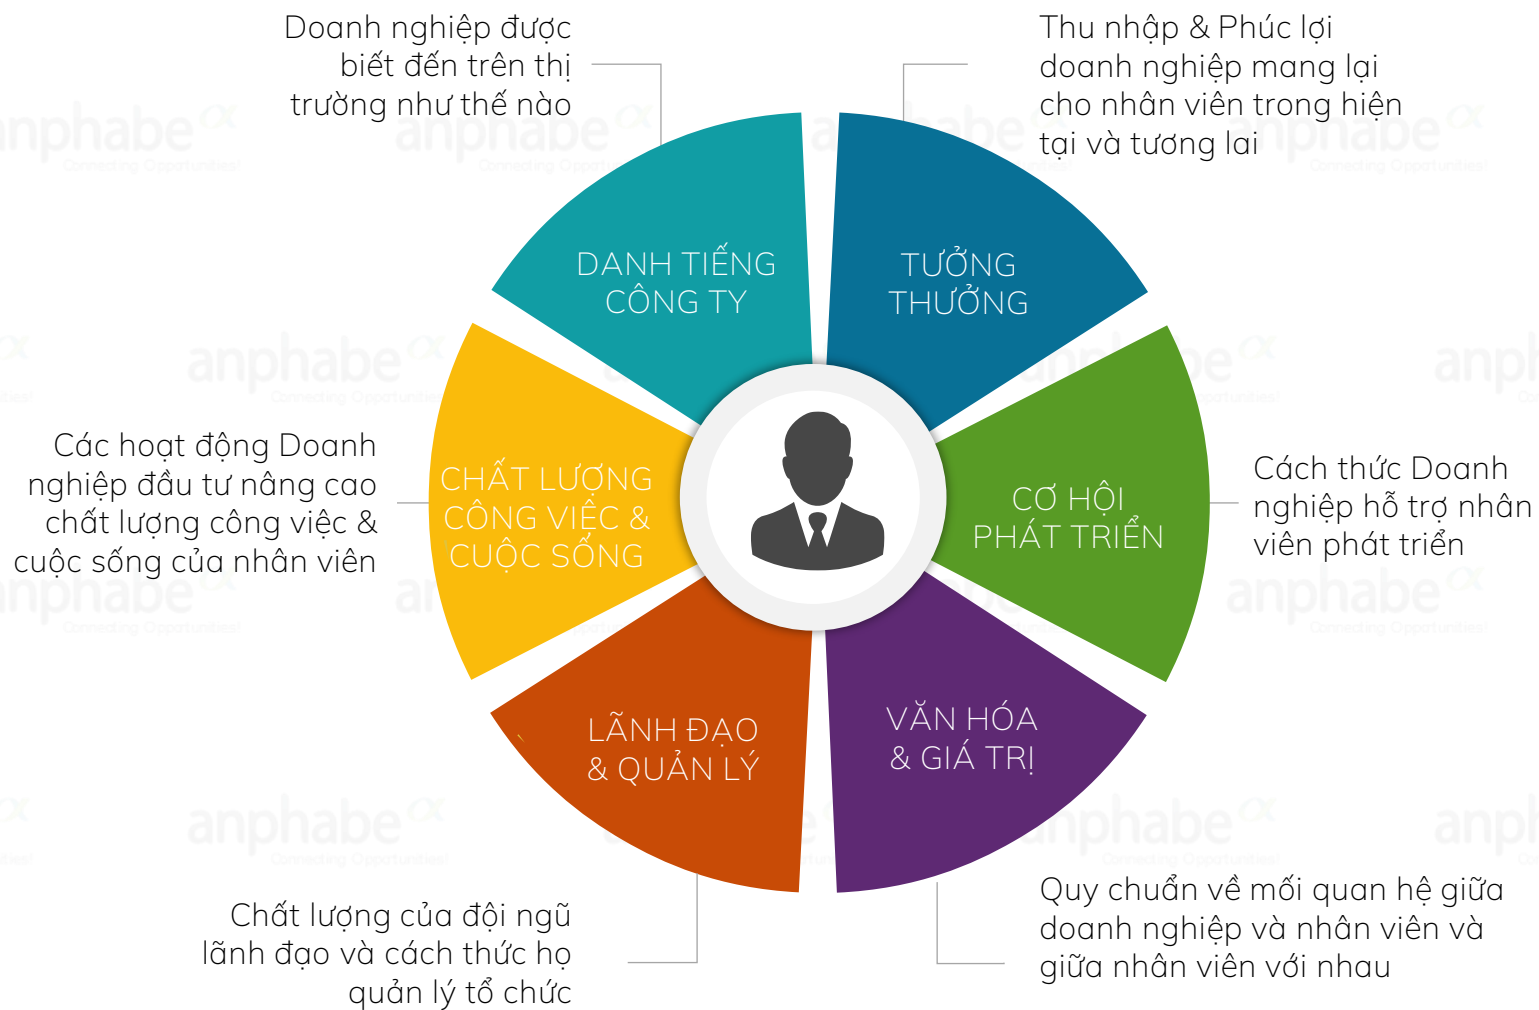 Doanh nghiệp được
biết đến trên thị
trường như thế nào
Thu nhập & Phúc lợi
doanh nghiệp mang lại
cho nhân viên trong hiện
tại và tương lai
DANH TIẾNG
CÔNG TY
TƯỞNG
THƯỞNG
Các hoạt động Doanh
nghiệp đầu tư nâng cao
chất lượng công việc &
cuộc sống của nhân viên
CHẤT LƯỢNG
CÔNG VIỆC &
CUỘC SỐNG
CƠ HỘI
PHÁT TRIỂN
Cách thức Doanh
nghiệp hỗ trợ nhân
viên phát triển
LÃNH ĐẠO
& QUẢN LÝ
VĂN HÓA
& GIÁ TRỊ
Chất lượng của đội ngũ
lãnh đạo và cách thức họ
quản lý tổ chức
Quy chuẩn về mối quan hệ giữa
doanh nghiệp và nhân viên và
giữa nhân viên với nhau
anphabe
Connecting Opportunities!